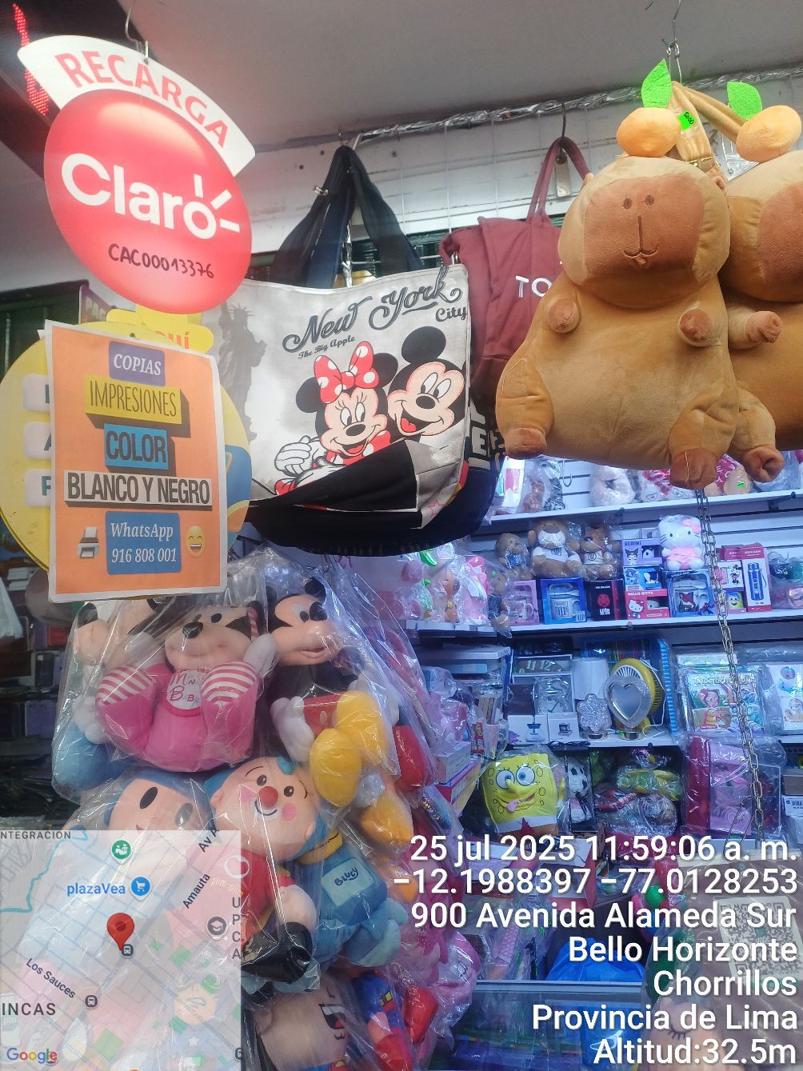 RECARGA
Claro
CAC00013376
COPIAS
IMPRESIONES
COLOR
BLANCO Y NEGRO
WhatsApp
916 808 001
New York
City
The Big Apple
TO
plazaVea
Av A
Amauta
Los Sauces
INCAS
Google
25 jul 2025 11:59:06 a. m.
-12.1988397 -77.0128253
900 Avenida Alameda Sur
Bello Horizonte
Chorrillos
Provincia de Lima
Altitud:32.5m